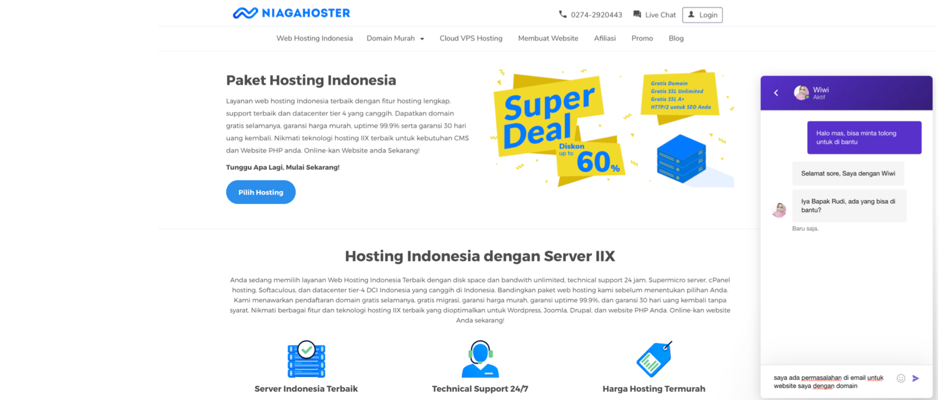 NIAGAHOSTER
0274-2920443 Live Chat Login
Web Hosting Indonesia Domain Murah Cloud VPS Hosting Membuat Website Afiliasi Promo Blog
Paket Hosting Indonesia
Layanan web hosting Indonesia terbaik dengan fitur hosting lengkap,
support terbaik dan datacenter tier 4 yang canggih. Dapatkan domain
gratis selamanya, garansi harga murah, uptime 99.9% serta garansi 30 hari
uang kembali. Nikmati teknologi hosting IIX terbaik untuk kebutuhan CMS
dan Website PHP anda. Online-kan Website anda Sekarang!
Tunggu Apa Lagi, Mulai Sekarang!
Pilih Hosting
Super
Deal
Diskon
up to
60%
Gratis Domain
Gratis SSL Unlimited
Gratis SSL A+
HTTP/2 untuk SEO Anda
Hosting Indonesia dengan Server IIX
Anda sedang memilih layanan Web Hosting Indonesia Terbaik dengan disk space dan bandwith unlimited, technical support 24 jam, Supermicro server, cPanel
hosting, Softaculous, dan datacenter tier-4 DCI Indonesia yang canggih di Indonesia. Bandingkan paket web hosting kami sebelum menentukan pilihan Anda.
Kami menawarkan pendaftaran domain gratis selamanya, gratis migrasi, garansi harga murah, garansi uptime 99.9%, dan garansi 30 hari uang kembali tanpa
syarat. Nikmati berbagai fitur dan teknologi hosting IIX terbaik yang dioptimalkan untuk Wordpress, Joomla, Drupal, dan website PHP Anda. Online-kan website
Anda sekarang!
Server Indonesia Terbaik
Technical Support 24/7
Harga Hosting Termurah
Wiwi
Aktif
Halo mas, bisa minta tolong
untuk di bantu
Selamat sore, Saya dengan Wiwi
Iya Bapak Rudi, ada yang bisa di
bantu?
Baru saja.
saya ada permasalahan di email untuk
website saya dengan domain